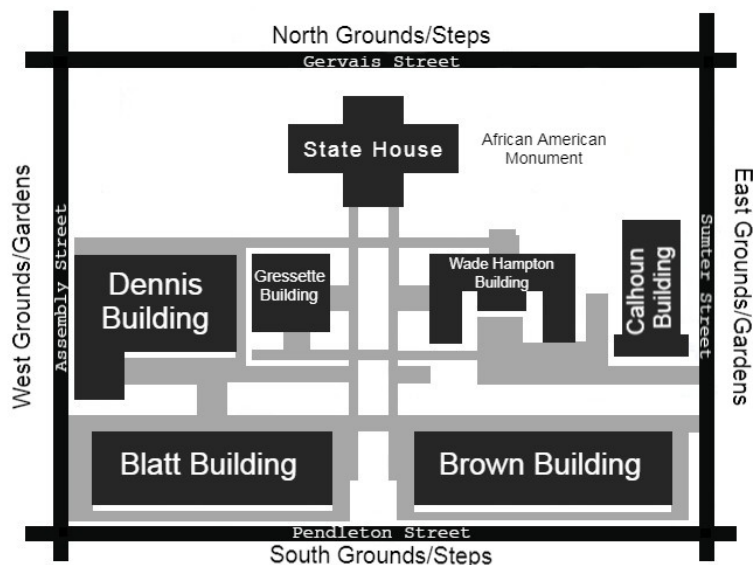 North Grounds/Steps
Gervais Street
State House
African American
Monument
West Grounds/Gardens
Assembly Street
Dennis
Building
Gressette
Building
Wade Hampton
Building
Calhoun
Building
Sumter Street
East Grounds/Gardens
Blatt Building
Brown Building
Pendleton Street
South Grounds/Steps